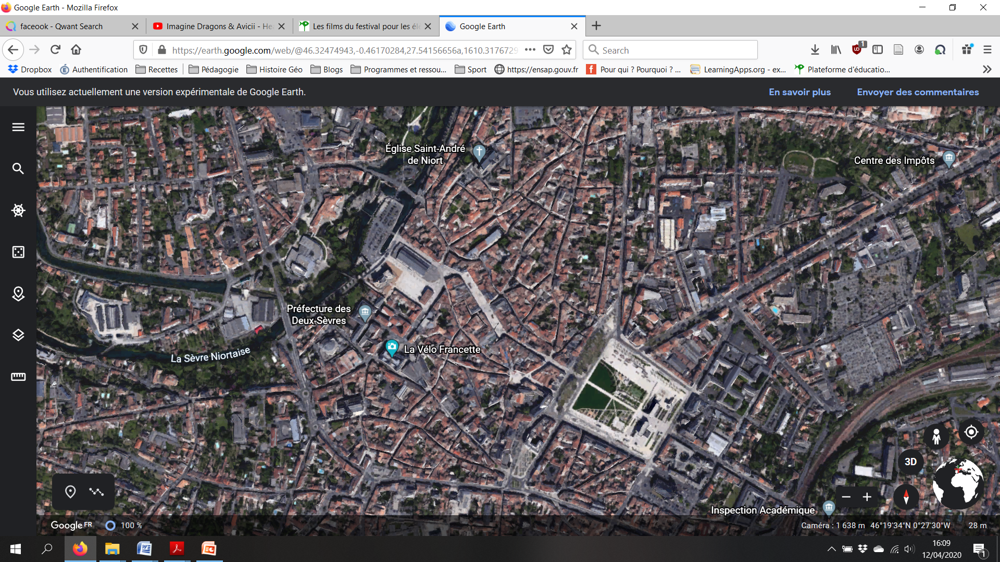 Google Earth - Mozilla Firefox
faceook - Qwant Search
Imagine Dragons & Avicii - Hea
Les films du festival pour les élè
Google Earth
https://earth.google.com/web/@46.32474943,-0.46170284,27.54156656a,1610.3176729
Search
1
Dropbox
Authentification
Recettes
Pédagogie
Histoire Géo
Blogs
Programmes et ressou...
Sport
https://ensap.gouv.fr
Pour qui ? Pourquoi ? ...
LearningApps.org - ex...
Plateforme d'éducatio...
Vous utilisez actuellement une version expérimentale de Google Earth.
En savoir plus
Envoyer des commentaires
Église Saint-André
de Niort
Centre des Impôts
Préfecture des
Deux-Sèvres
La Vélo Francette
La Sèvre Niortaise
3D
Inspection Académique
Google FR
100 %
Caméra : 1 638 m 46°19'34"N 0°27'30"W
28 m
16:09
12/04/2020
1